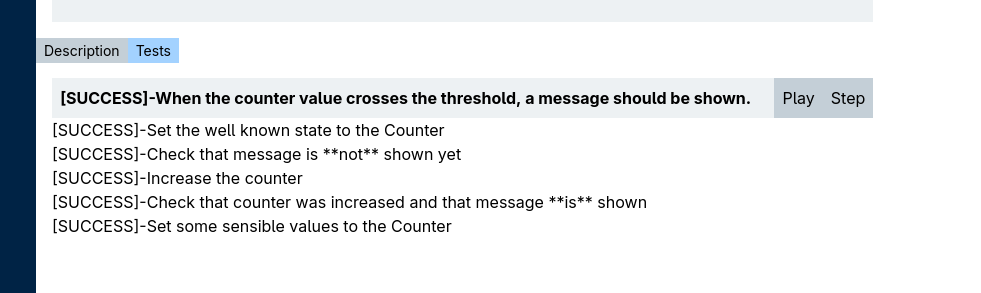 Description Tests
[SUCCESS]-When the counter value crosses the threshold, a message should be shown. Play Step
[SUCCESS]-Set the well known state to the Counter
[SUCCESS]-Check that message is **not** shown yet
[SUCCESS]-Increase the counter
[SUCCESS]-Check that counter was increased and that message **is** shown
[SUCCESS]-Set some sensible values to the Counter